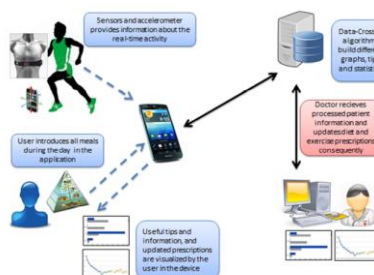 Sensors and accelerometer
provides information about the
real-time activity
Data-Cross
algorithm
build differ
graphs, tip
and statisti
Doctor recieves
processed patient
information and
updates diet and
exercise prescriptions
consequently
User introduces all meals
during the day in the
application
Useful tips and
information, and
updated prescriptions
are visualized by the
user in the device